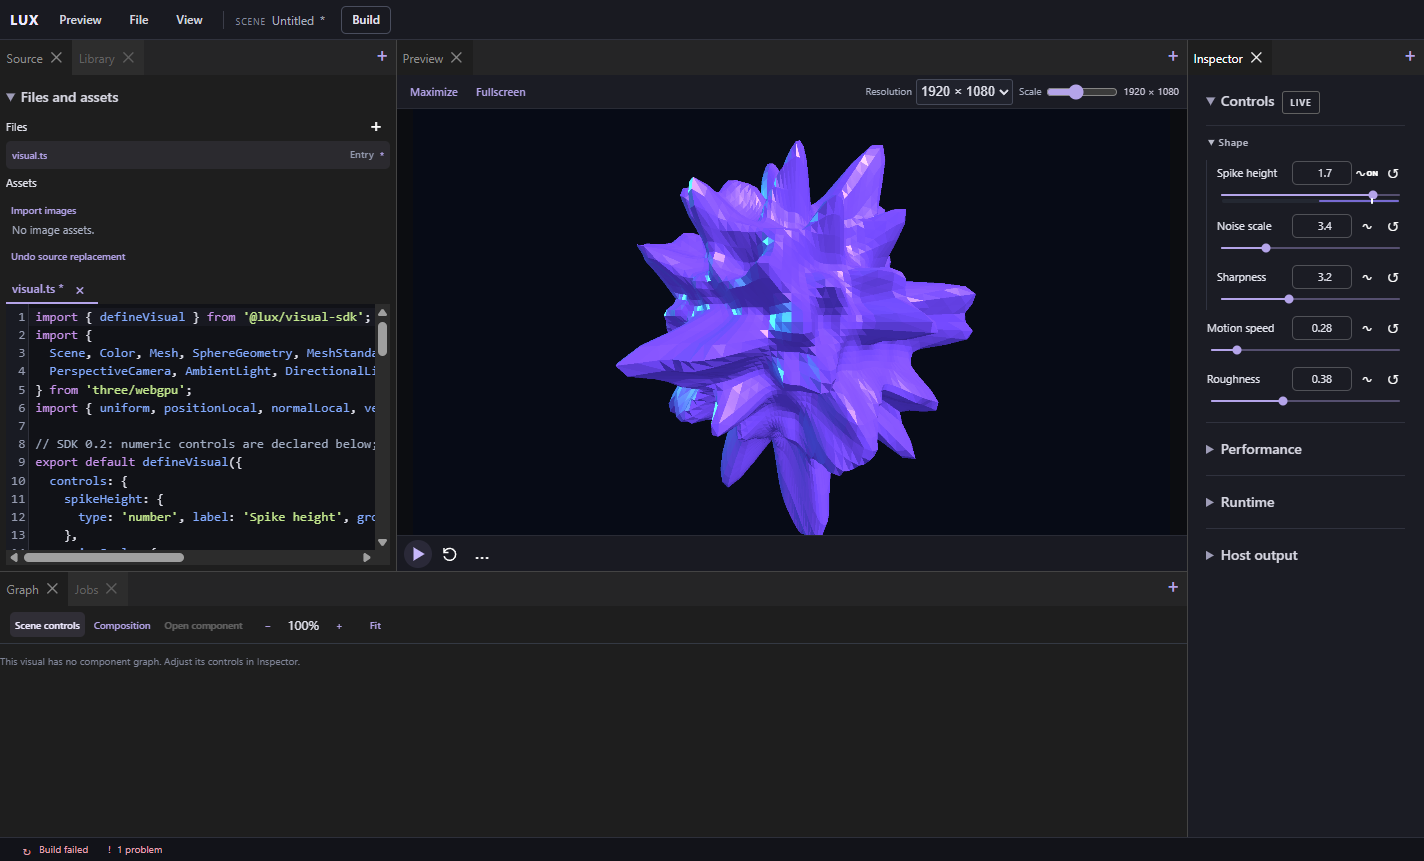 LUX Preview File View SCENE Untitled * Build
Source Library +
Files and assets
Files +
visual.ts Entry *
Assets
Import images
No image assets.
Undo source replacement
visual.ts *
1 import { defineVisual } from '@lux/visual-sdk';
2 import {
3 Scene, Color, Mesh, SphereGeometry, MeshStanda
4 PerspectiveCamera, AmbientLight, DirectionalLi
5 } from 'three/webgpu';
6 import { uniform, positionLocal, normalLocal, ve
7
8 // SDK 0.2: numeric controls are declared below;
9 export default defineVisual({
10 controls: {
11 spikeHeight: {
12 type: 'number', label: 'Spike height', gro
13 },
Preview +
Maximize Fullscreen Resolution 1920 × 1080 Scale 1920 × 1080
...
Graph Jobs +
Scene controls Composition Open component − 100% + Fit
This visual has no component graph. Adjust its controls in Inspector.
Inspector +
Controls LIVE
Shape
Spike height 1.7 ON
Noise scale 3.4
Sharpness 3.2
Motion speed 0.28
Roughness 0.38
Performance
Runtime
Host output
Build failed ! 1 problem